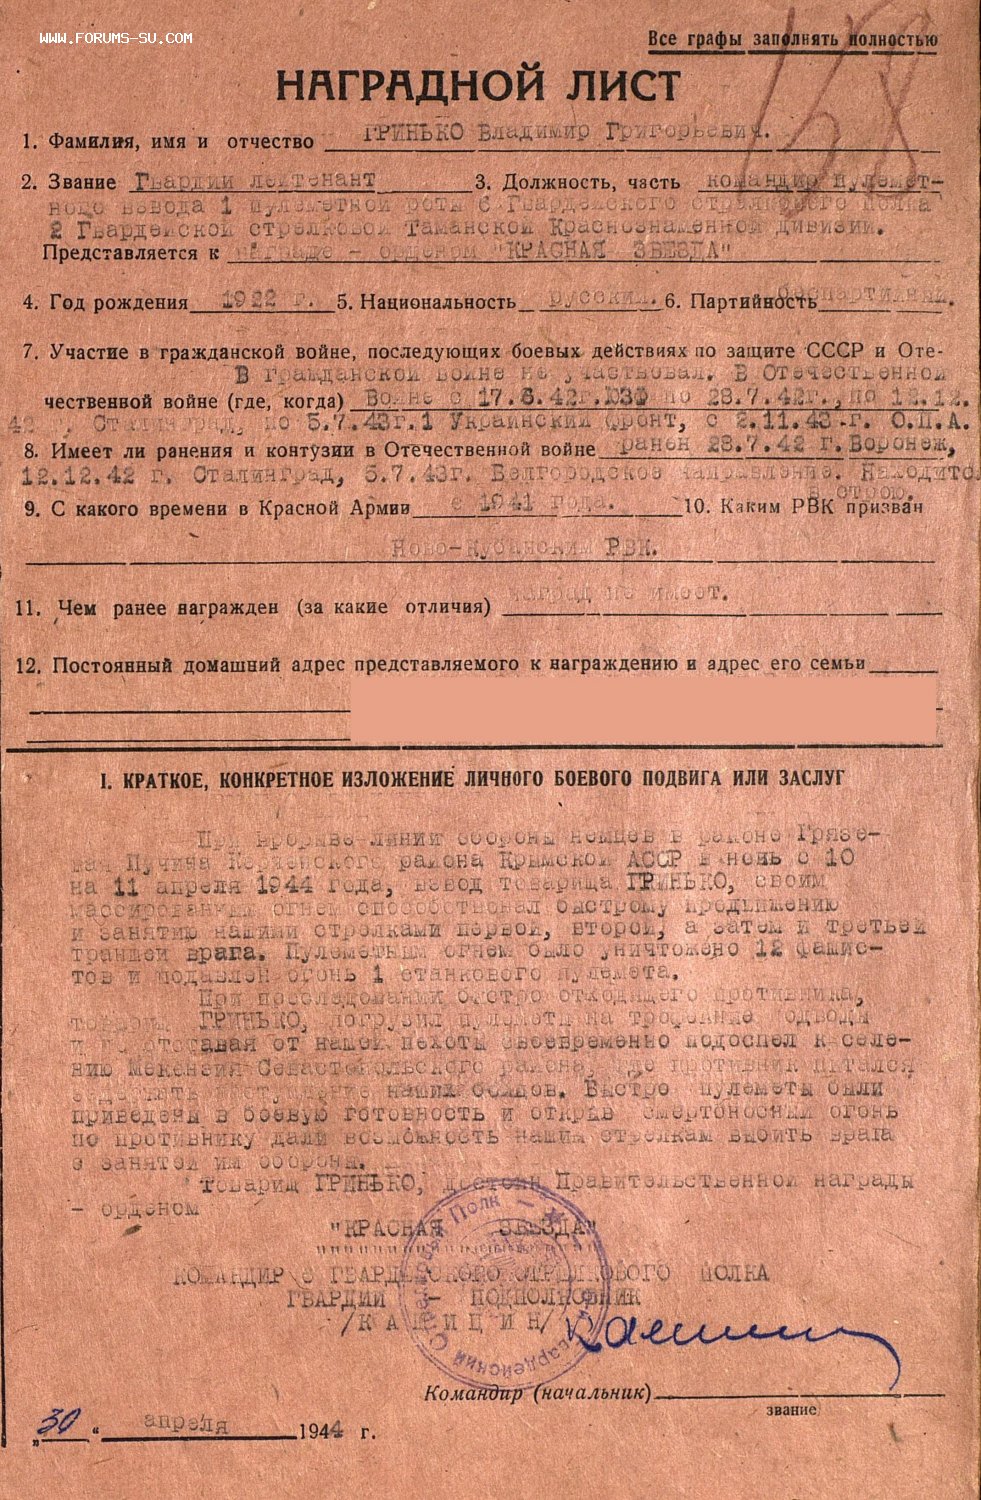 WWW.FORUMS-SU.COM
Все графы заполнять полностью
НАГРАДНОЙ ЛИСТ
1. Фамилия, имя и отчество ГРИНЬКО Владимир Григорьевич.
2. Звание Гвардии лейтенант 3. Должность, часть командир пулемет-
ного взвода 1 пулеметной роты 6 Гвардейского стрелкового полка
2 Гвардейской стрелковой Таманской Краснознаменной дивизии.
Представляется к награде - орденом "КРАСНАЯ ЗВЕЗДА"
4. Год рождения 1922 г. 5. Национальность русский. 6. Партийность беспартийный.
7. Участие в гражданской войне, последующих боевых действиях по защите СССР и Оте-
В гражданской войне не участвовал. В Отечественной
чественной войне (где, когда) войне с 17.6.42г. по 28.7.42г., по 12.12.
42 г. Сталинград, по 5.7.43г. 1 Украинский фронт, с 2.11.43 г. О.П.А.
8. Имеет ли ранения и контузии в Отечественной войне ранен 28.7.42 г. Воронеж,
12.12.42 г. Сталинград, 5.7.43г. Белгородское направление. Находится
в строю.
9. С какого времени в Красной Армии с 1941 года. 10. Каким РВК призван
Ново-Кубанским РВК.
11. Чем ранее награжден (за какие отличия) наград не имеет.
12. Постоянный домашний адрес представляемого к награждению и адрес его семьи
I. КРАТКОЕ, КОНКРЕТНОЕ ИЗЛОЖЕНИЕ ЛИЧНОГО БОЕВОГО ПОДВИГА ИЛИ ЗАСЛУГ
При прорыве линии обороны немцев в районе Грязе-
вая Пучина Керченского района Крымской АССР в ночь с 10
на 11 апреля 1944 года, взвод товарища ГРИНЬКО, своим
массированным огнем способствовал быстрому продвижению
и занятию нашими стрелками первой, второй, а затем и третьей
траншеи врага. Пулеметным огнем было уничтожено 12 фашис-
тов и подавлен огонь 1 станкового пулемета.
При преследовании быстро отходящего противника,
товарищ ГРИНЬКО, погрузил пулеметы на трофейные подводы
и не отставая от нашей пехоты своевременно подоспел к селе-
нию Мекензия Севастопольского района, где противник пытался
задержать наступление наших бойцов. Быстро пулеметы были
приведены в боевую готовность и открыв смертоносный огонь
по противнику дали возможность нашим стрелкам выбить врага
с занятой им обороны.
Товарищ ГРИНЬКО, достоин Правительственной награды
- орденом
"КРАСНАЯ ЗВЕЗДА"
КОМАНДИР 6 ГВАРДЕЙСКОГО СТРЕЛКОВОГО ПОЛКА
ГВАРДИИ - ПОДПОЛКОВНИК
/КАШИЦИН/
Командир (начальник)
звание
„30“ апреля 1944 г.